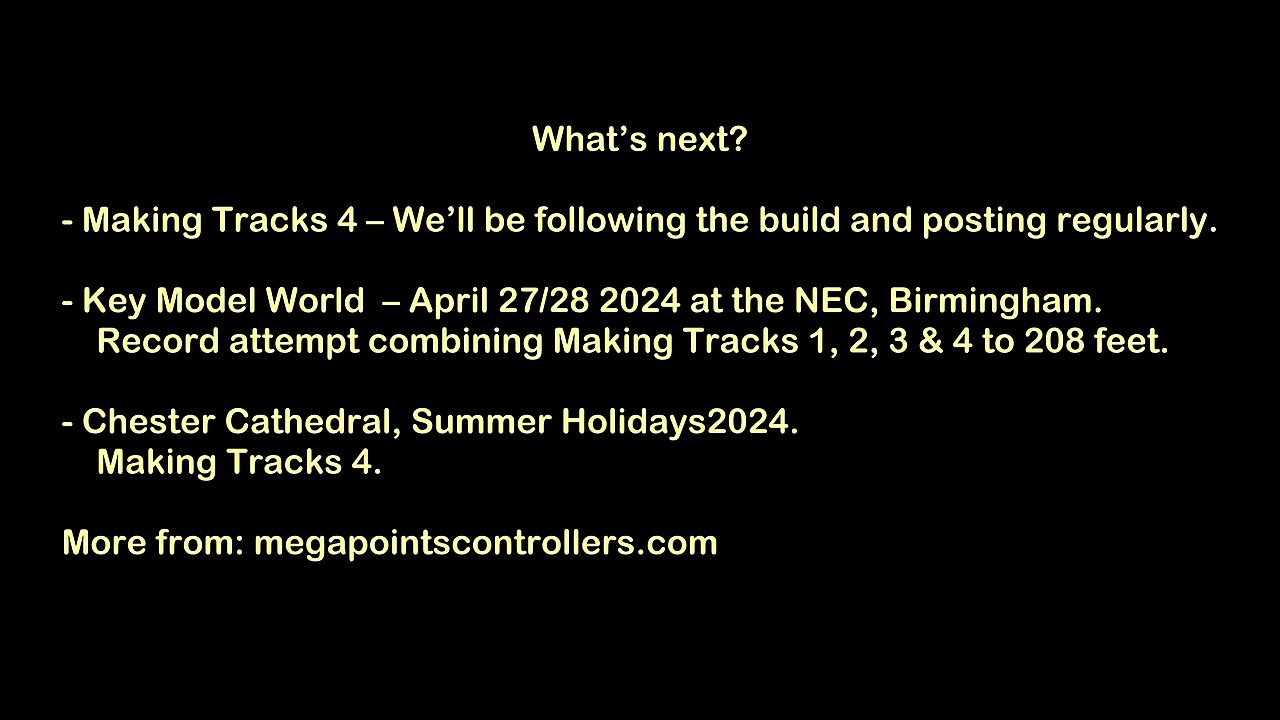 What’s next?
- Making Tracks 4 – We’ll be following the build and posting regularly.
- Key Model World  – April 27/28 2024 at the NEC, Birmingham.
Record attempt combining Making Tracks 1, 2, 3 & 4 to 208 feet.
- Chester Cathedral, Summer Holidays2024.
Making Tracks 4.
More from: megapointscontrollers.com